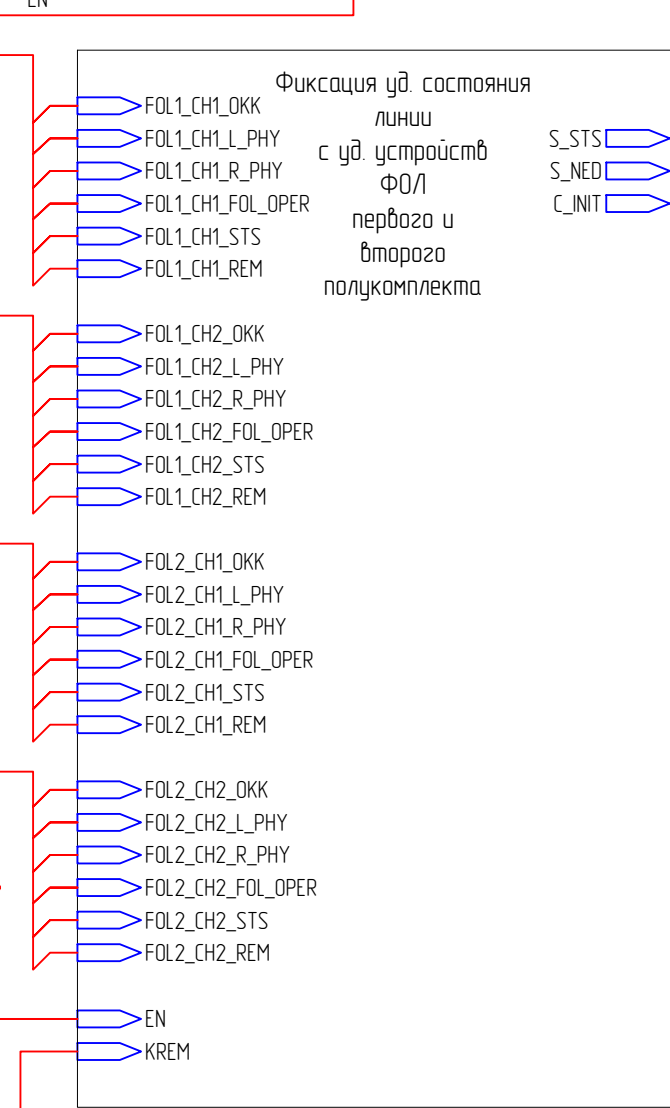 EN
Фиксация уд. состояния
линии
с уд. устройств
ФОЛ
первого и
второго
полукомплекта
FOL1_CH1_OKK
FOL1_CH1_L_PHY
FOL1_CH1_R_PHY
FOL1_CH1_FOL_OPER
FOL1_CH1_STS
FOL1_CH1_REM
S_STS
S_NED
C_INIT
FOL1_CH2_OKK
FOL1_CH2_L_PHY
FOL1_CH2_R_PHY
FOL1_CH2_FOL_OPER
FOL1_CH2_STS
FOL1_CH2_REM
FOL2_CH1_OKK
FOL2_CH1_L_PHY
FOL2_CH1_R_PHY
FOL2_CH1_FOL_OPER
FOL2_CH1_STS
FOL2_CH1_REM
FOL2_CH2_OKK
FOL2_CH2_L_PHY
FOL2_CH2_R_PHY
FOL2_CH2_FOL_OPER
FOL2_CH2_STS
FOL2_CH2_REM
EN
KREM